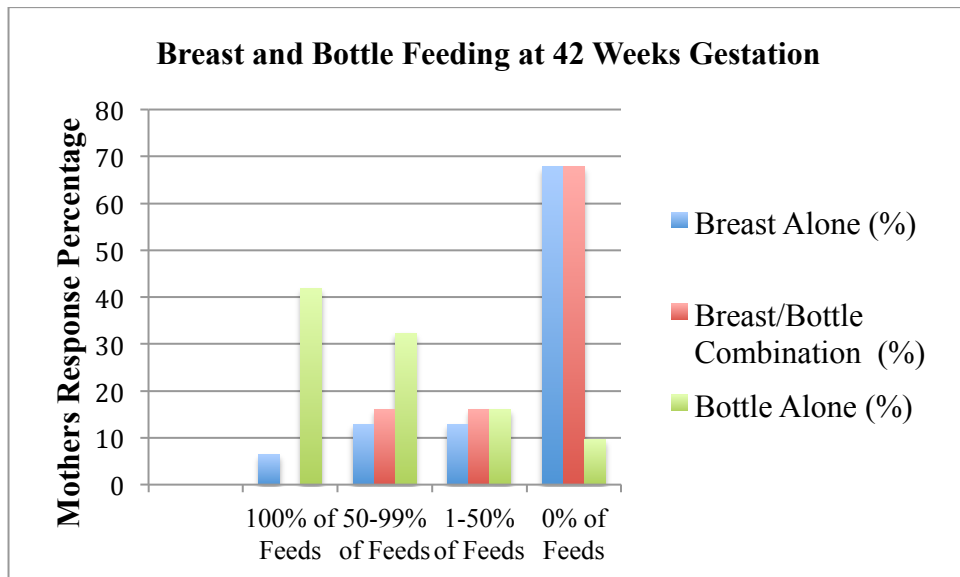 Breast and Bottle Feeding at 42 Weeks Gestation
Mothers Response Percentage
80
70
60
50
40
30
20
10
0
100% of
Feeds
50-99%
of Feeds
1-50%
of Feeds
0% of
Feeds
Breast Alone (%)
Breast/Bottle
Combination (%)
Bottle Alone (%)